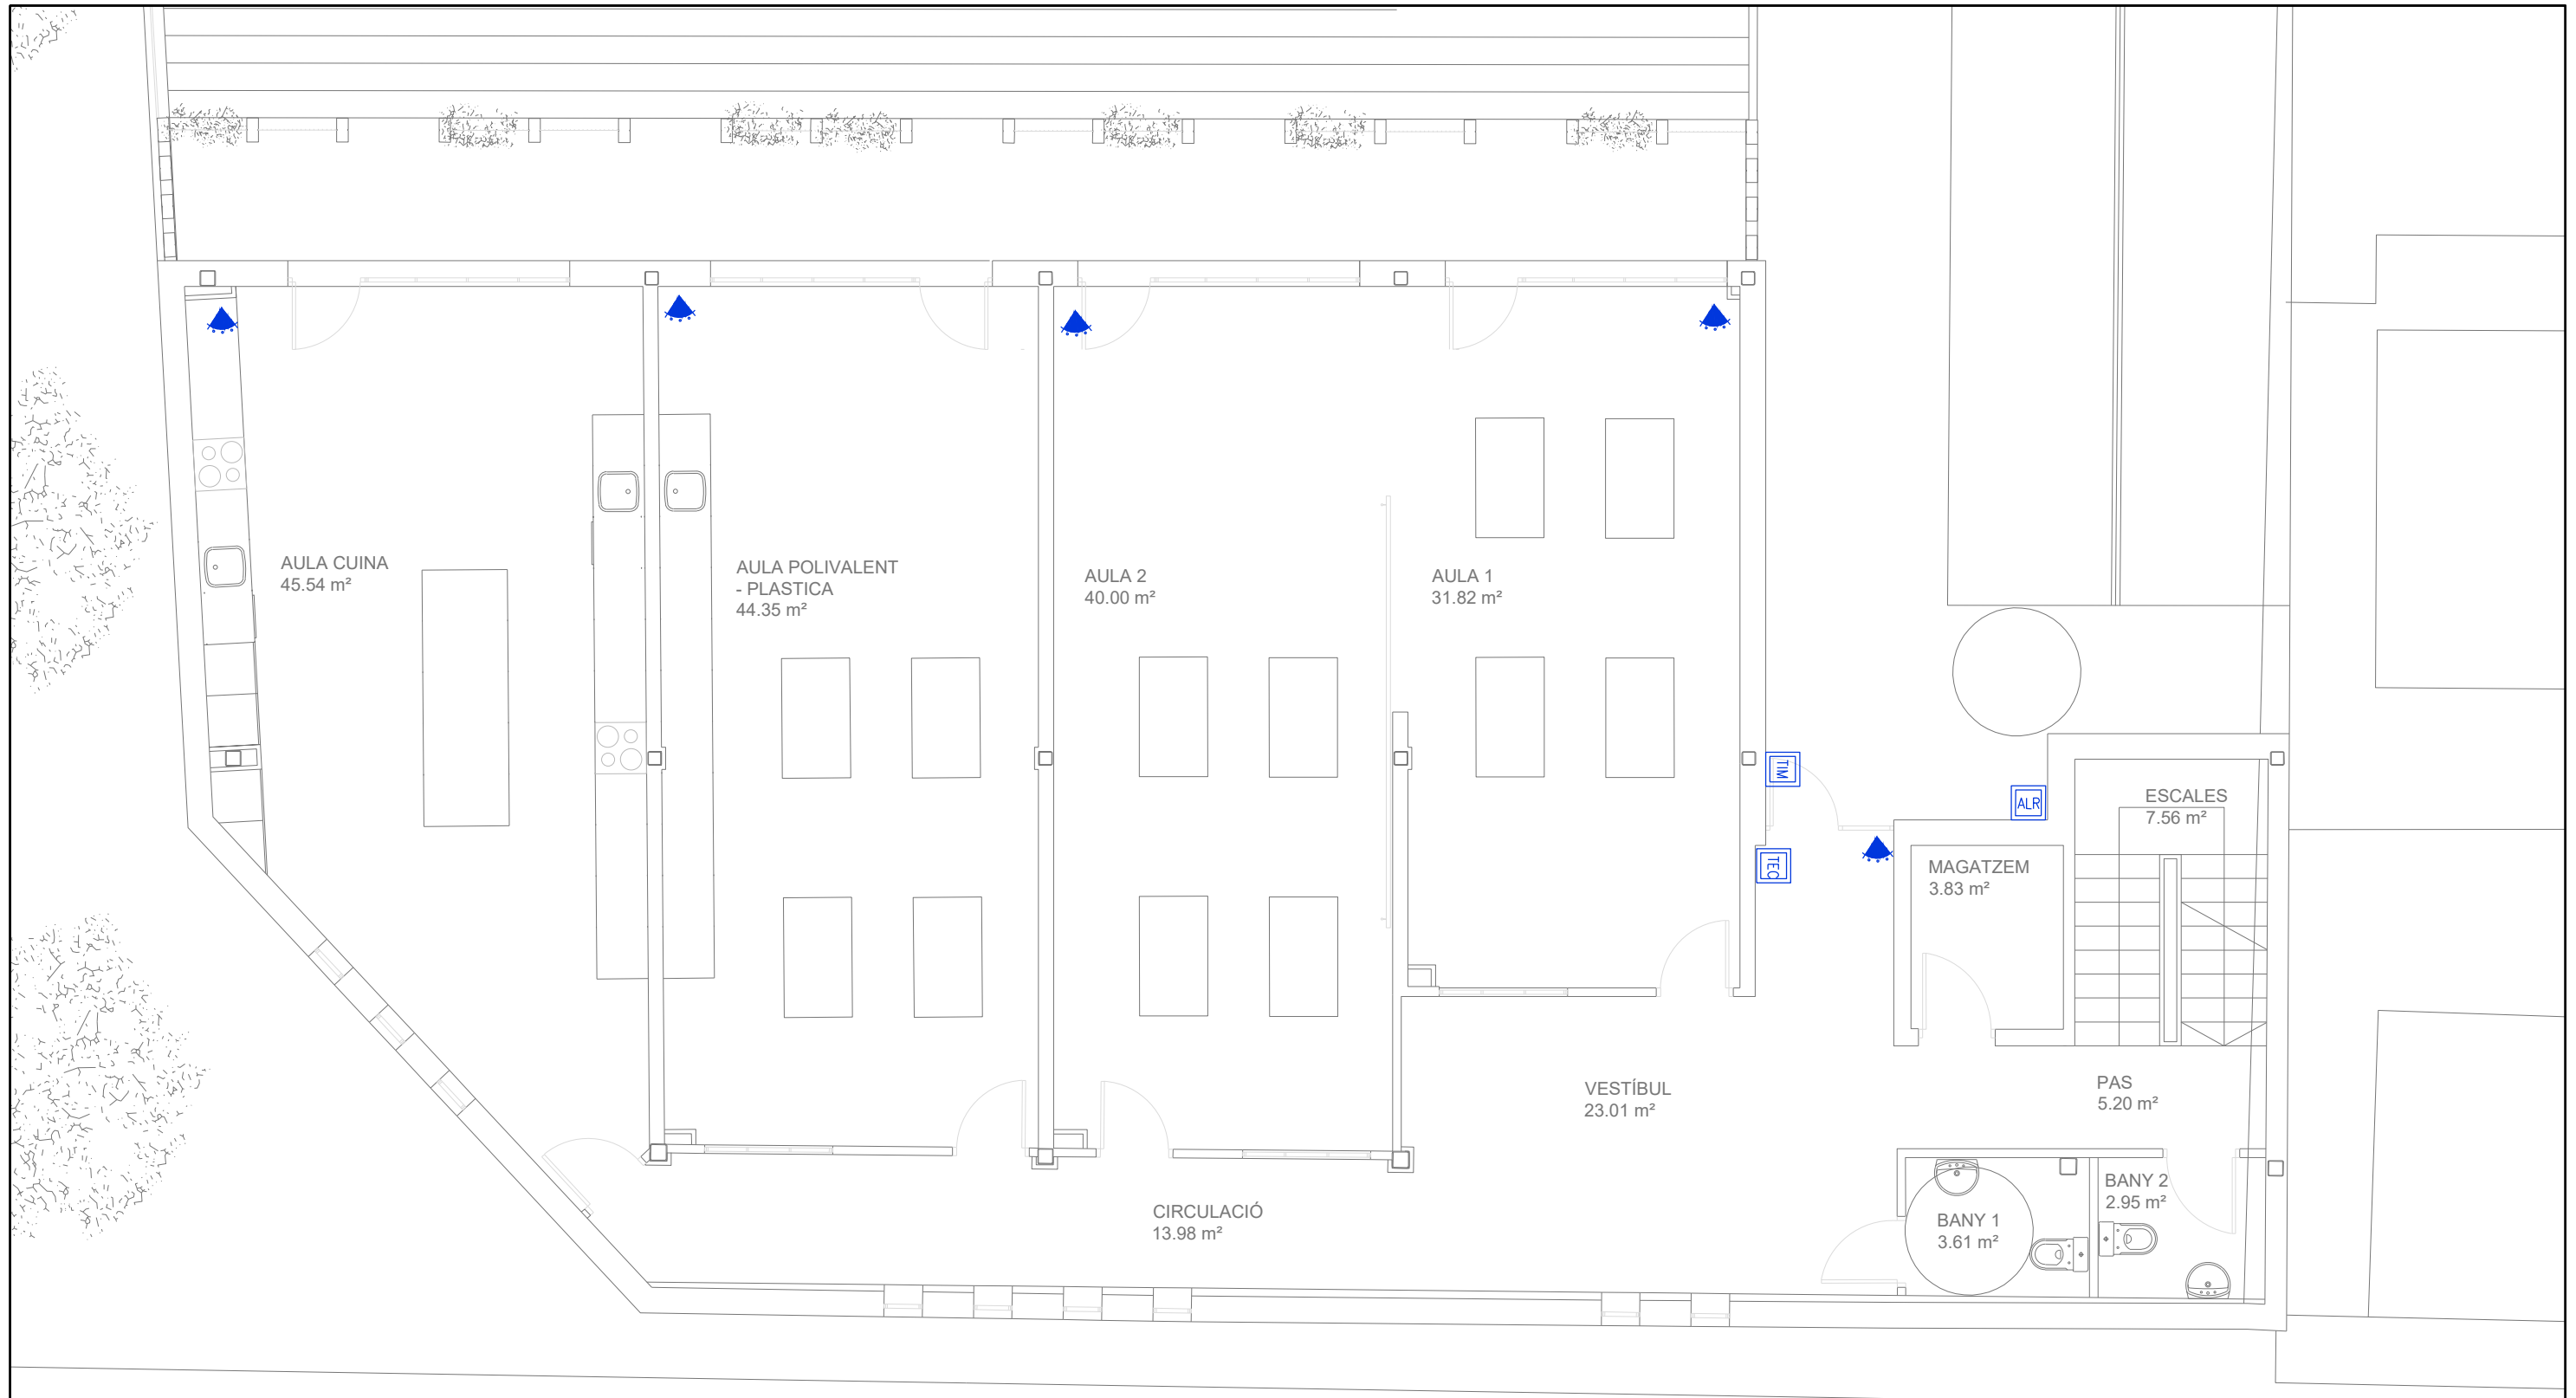 AULA CUINA
45.54 m²
AULA POLIVALENT
- PLASTICA
44.35 m²
AULA 2
40.00 m²
AULA 1
31.82 m²
TIM
TEC
ALR
ESCALES
7.56 m²
MAGATZEM
3.83 m²
VESTÍBUL
23.01 m²
PAS
5.20 m²
CIRCULACIÓ
13.98 m²
BANY 1
3.61 m²
BANY 2
2.95 m²